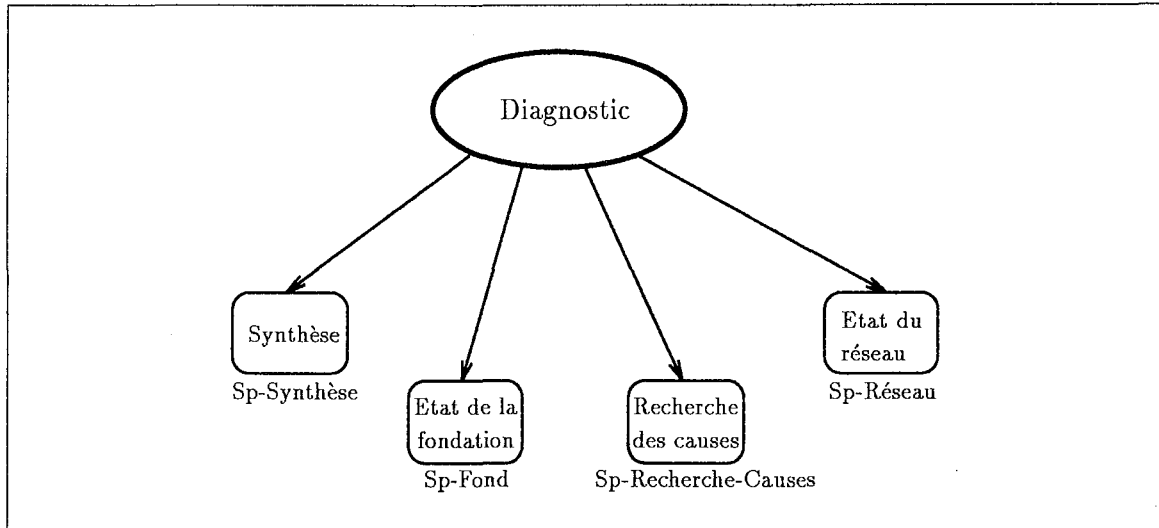 Diagnostic
Synthèse
Sp-Synthèse
Etat de la
fondation
Sp-Fond
Recherche
des causes
Sp-Recherche-Causes
Etat du
réseau
Sp-Réseau